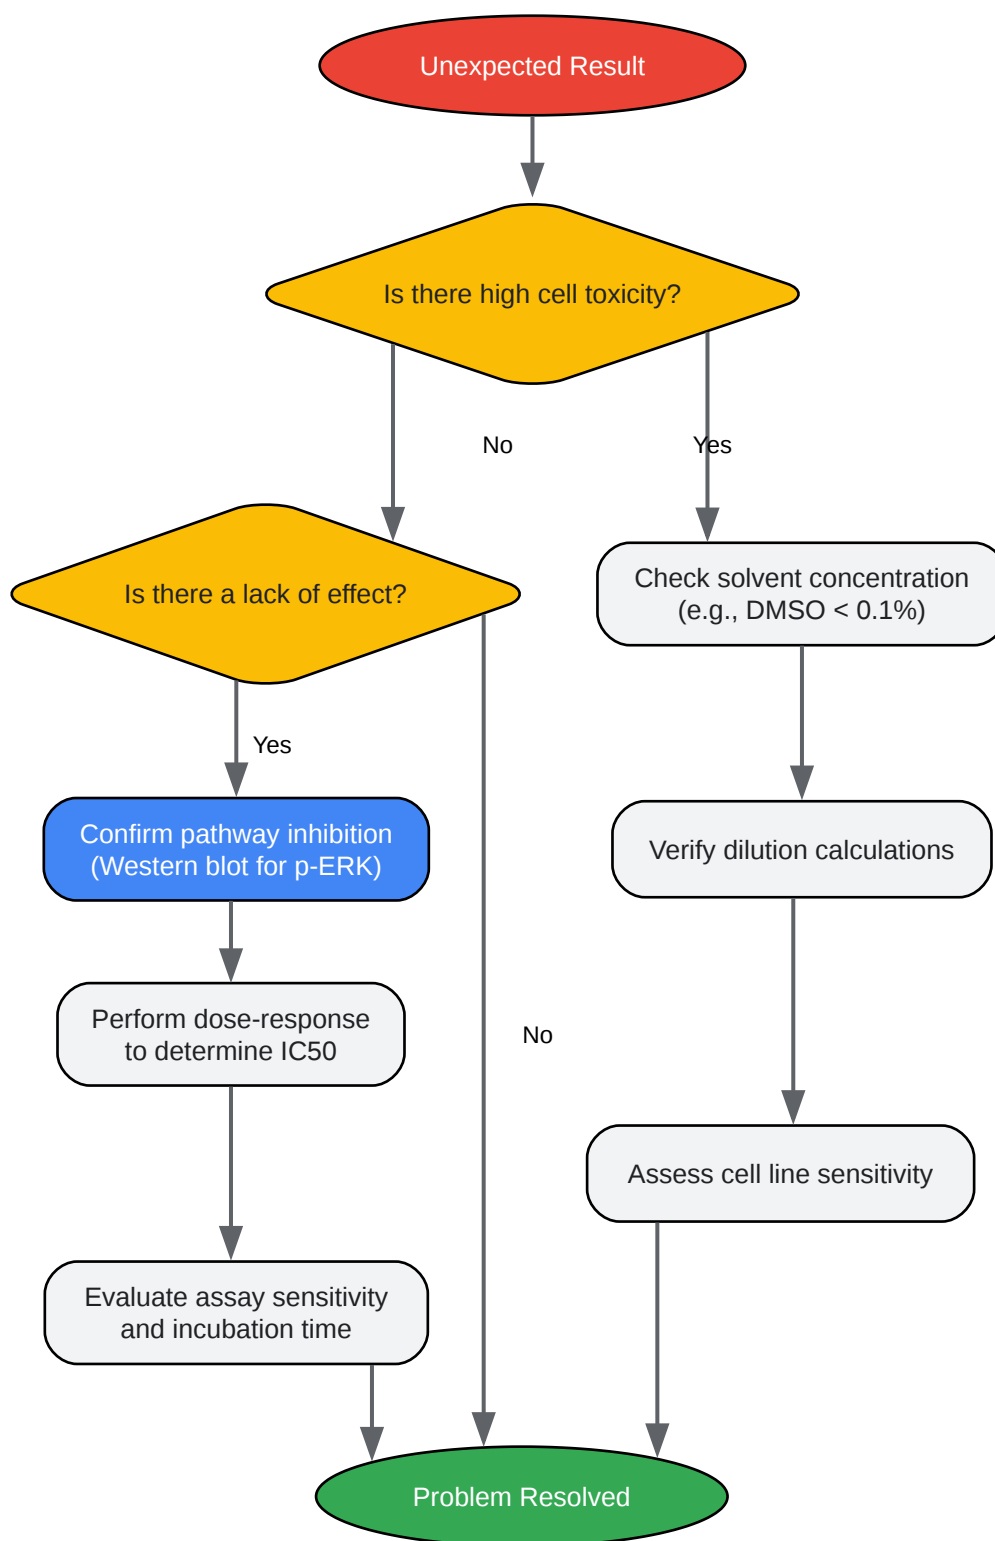 Unexpected Result
Is there high cell toxicity?
No
Yes
Is there a lack of effect?
Check solvent concentration
(e.g., DMSO < 0.1%)
Yes
Confirm pathway inhibition
(Western blot for p-ERK)
Verify dilution calculations
Perform dose-response
to determine IC50
No
Assess cell line sensitivity
Evaluate assay sensitivity
and incubation time
Problem Resolved